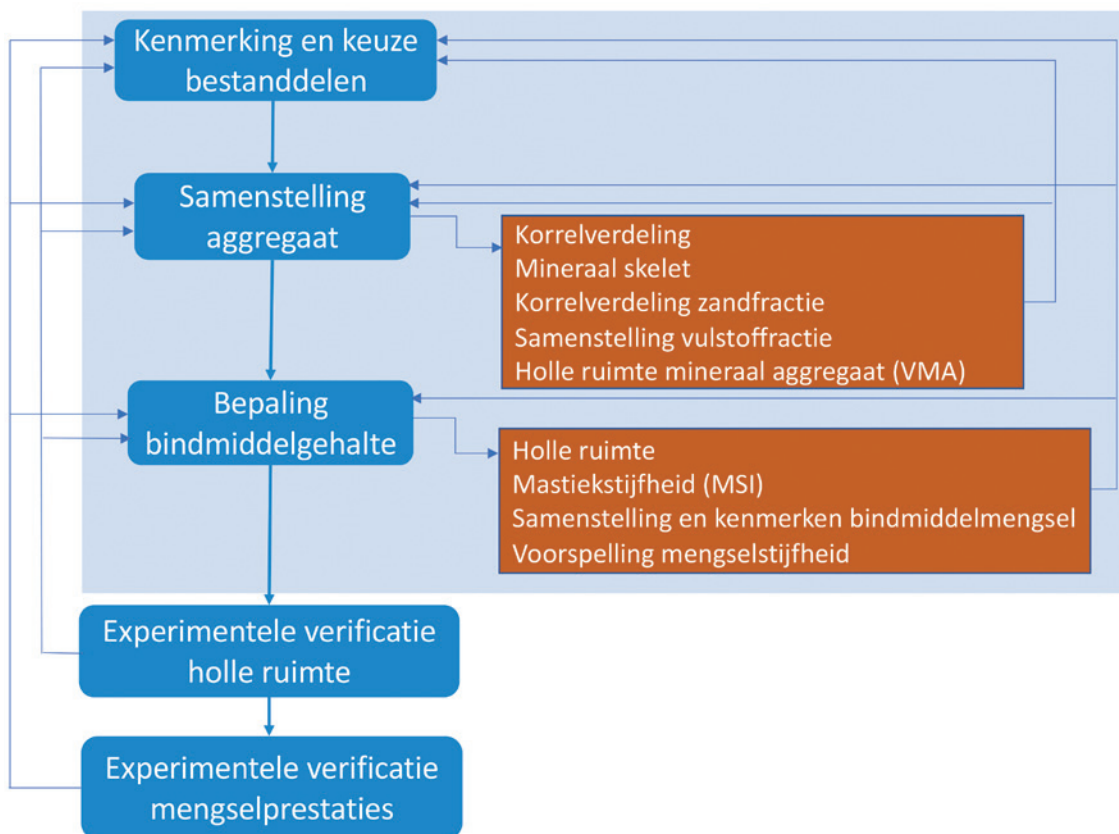 Kenmerking en keuze
bestanddelen
Samenstelling
aggregaat
Korrelverdeling
Mineraal skelet
Korrelverdeling zandfractie
Samenstelling vulstoffractie
Holle ruimte mineraal aggregaat (VMA)
Bepaling
bindmiddelgehalte
Holle ruimte
Mastiekstijfheid (MSI)
Samenstelling en kenmerken bindmiddelmengsel
Voorspelling mengselstijfheid
Experimentele verificatie
holle ruimte
Experimentele verificatie
mengselprestaties